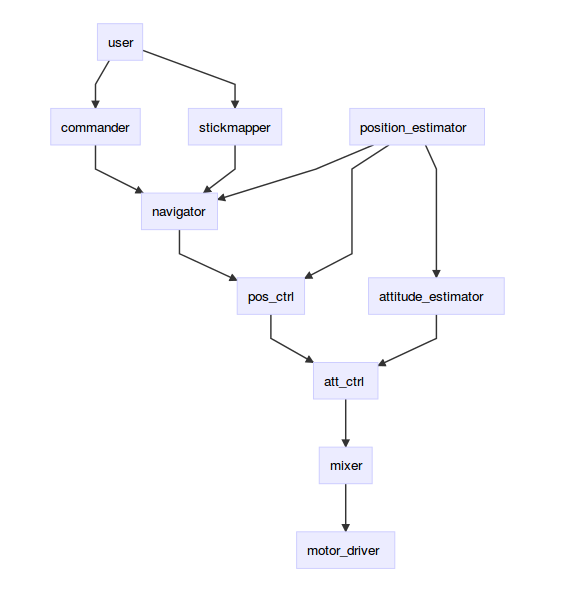 user
commander
stickmapper
position_estimator
navigator
pos_ctrl
attitude_estimator
att_ctrl
mixer
motor_driver